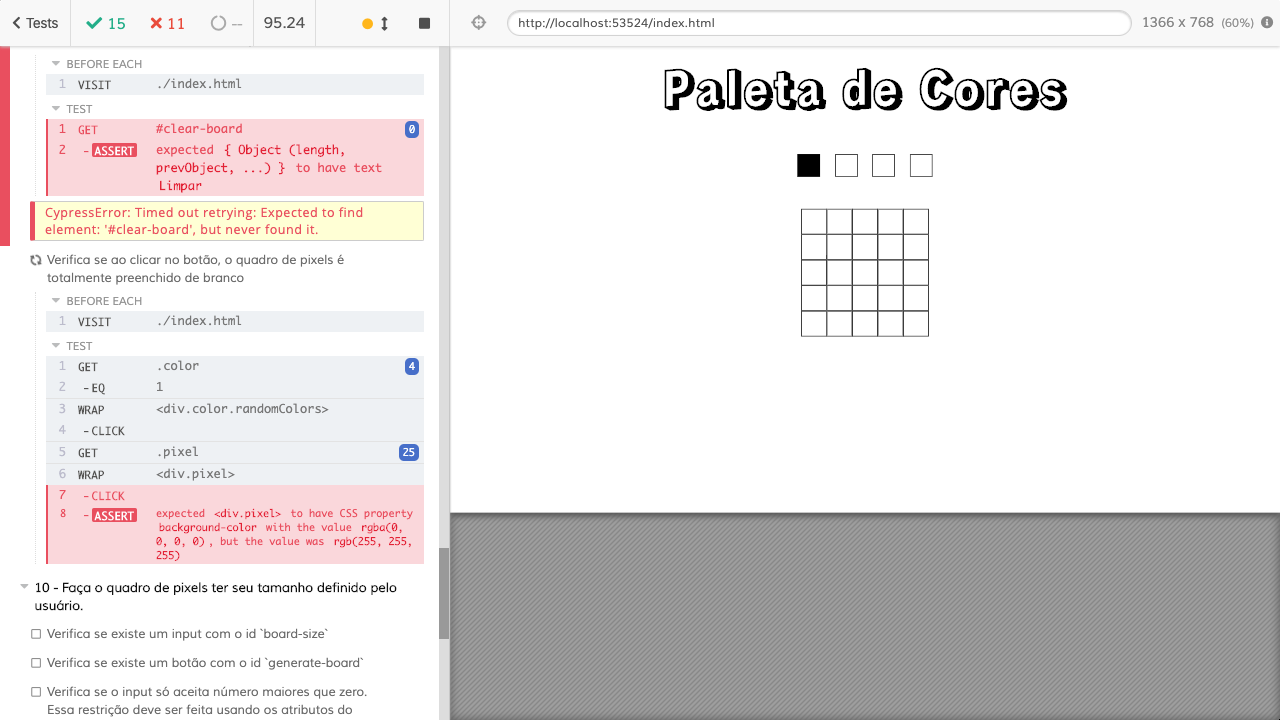 Tests
15
11
--
95.24
http://localhost:53524/index.html
1366 x 768 (60%)
BEFORE EACH
1 VISIT ./index.html
TEST
1 GET #clear-board 0
2 - ASSERT expected { Object (length,
prevObject, ...) } to have text
Limpar
CypressError: Timed out retrying: Expected to find
element: '#clear-board', but never found it.
Verifica se ao clicar no botão, o quadro de pixels é
totalmente preenchido de branco
BEFORE EACH
1 VISIT ./index.html
TEST
1 GET .color 4
2 - EQ 1
3 WRAP <div.color.randomColors>
4 - CLICK
5 GET .pixel 25
6 WRAP <div.pixel>
7 - CLICK
8 - ASSERT expected <div.pixel> to have CSS property
background-color with the value rgba(0,
0, 0, 0), but the value was rgb(255, 255,
255)
10 - Faça o quadro de pixels ter seu tamanho definido pelo
usuário.
Verifica se existe um input com o id `board-size`
Verifica se existe um botão com o id `generate-board`
Verifica se o input só aceita número maiores que zero.
Essa restrição deve ser feita usando os atributos do
Paleta de Cores